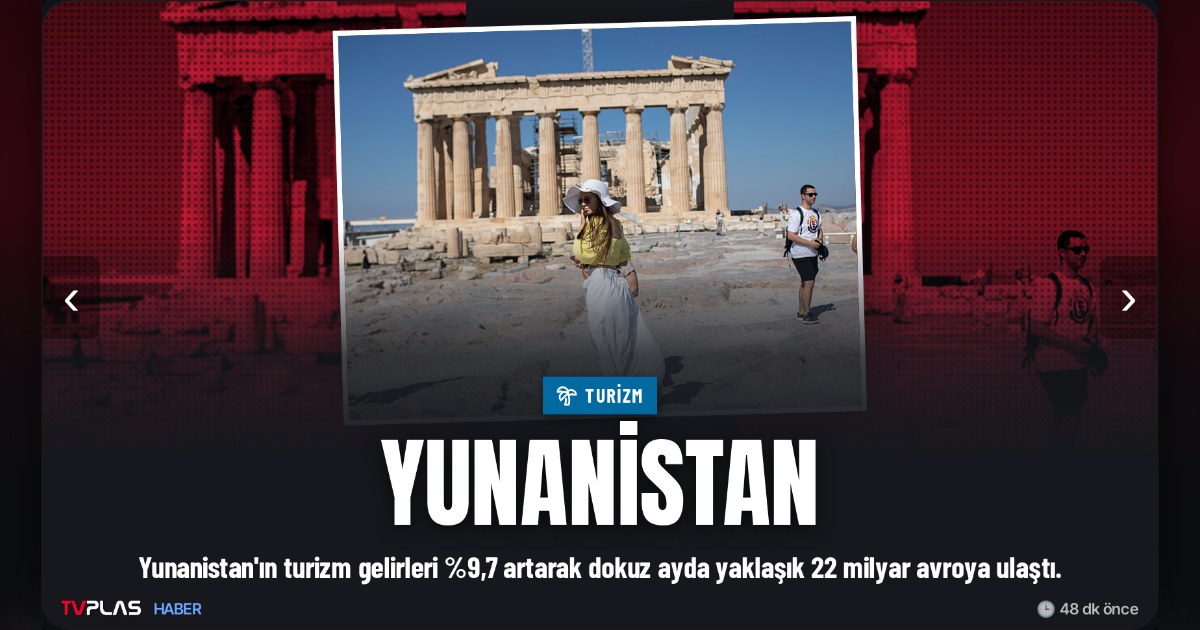 TURİZM
YUNANİSTAN
Yunanistan'ın turizm gelirleri %9,7 artarak dokuz ayda yaklaşık 22 milyar avroya ulaştı.
TVPLAS HABER
48 dk önce